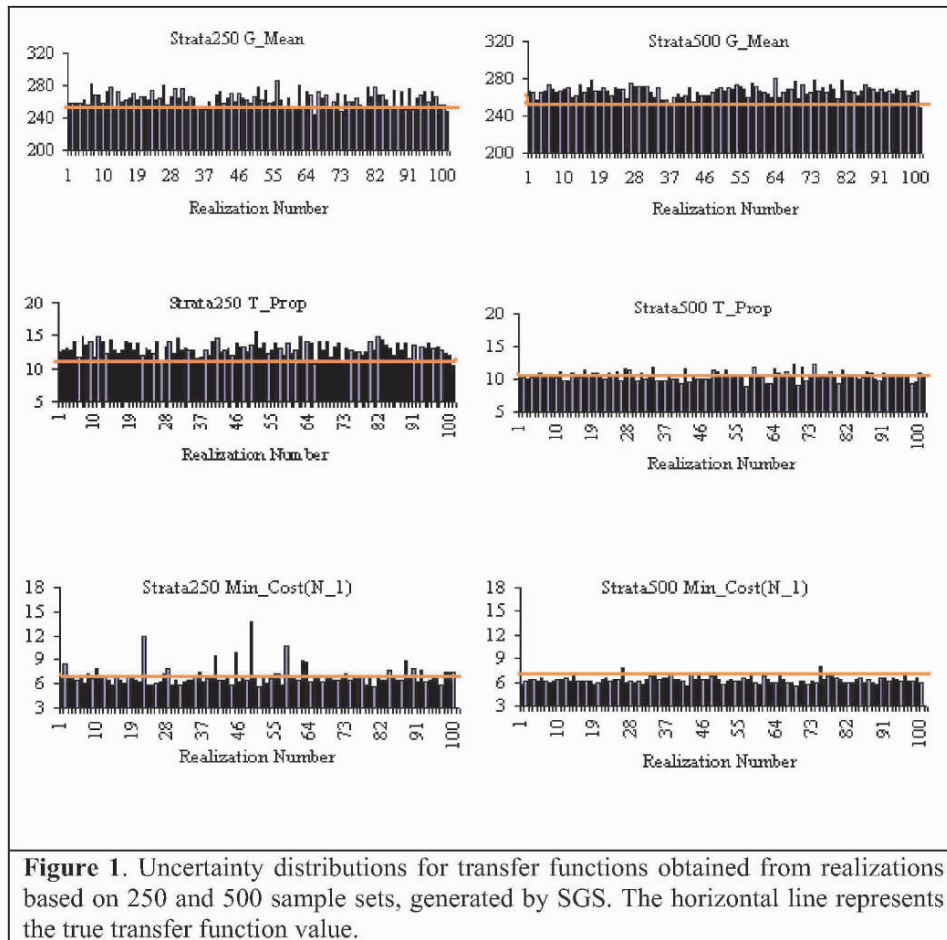 Strata250 G_Mean
320
280
240
200
1 10 19 28 37 46 55 64 73 82 91 100
Realization Number
Strata500 G_Mean
320
280
240
200
1 10 19 28 37 46 55 64 73 82 91 100
Realization Number
Strata250 T_Prop
20
15
10
5
1 10 19 28 37 46 55 64 73 82 91 100
Realization Number
Strata500 T_Prop
20
15
10
5
1 10 19 28 37 46 55 64 73 82 91 100
Realization Number
Strata250 Min_Cost(N_1)
18
15
12
9
6
3
1 10 19 28 37 46 55 64 73 82 91 100
Realization Number
Strata500 Min_Cost(N_1)
18
15
12
9
6
3
1 10 19 28 37 46 55 64 73 82 91 100
Realization Number
Figure 1. Uncertainty distributions for transfer functions obtained from realizations
based on 250 and 500 sample sets, generated by SGS. The horizontal line represents
the true transfer function value.